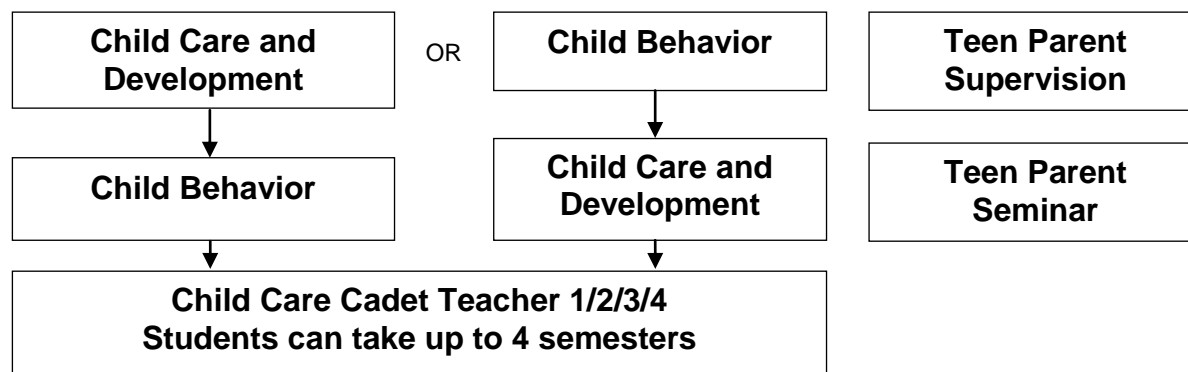 Child Care and
Development
OR
Child Behavior
Teen Parent
Supervision
Child Behavior
Child Care and
Development
Teen Parent
Seminar
Child Care Cadet Teacher 1/2/3/4
Students can take up to 4 semesters